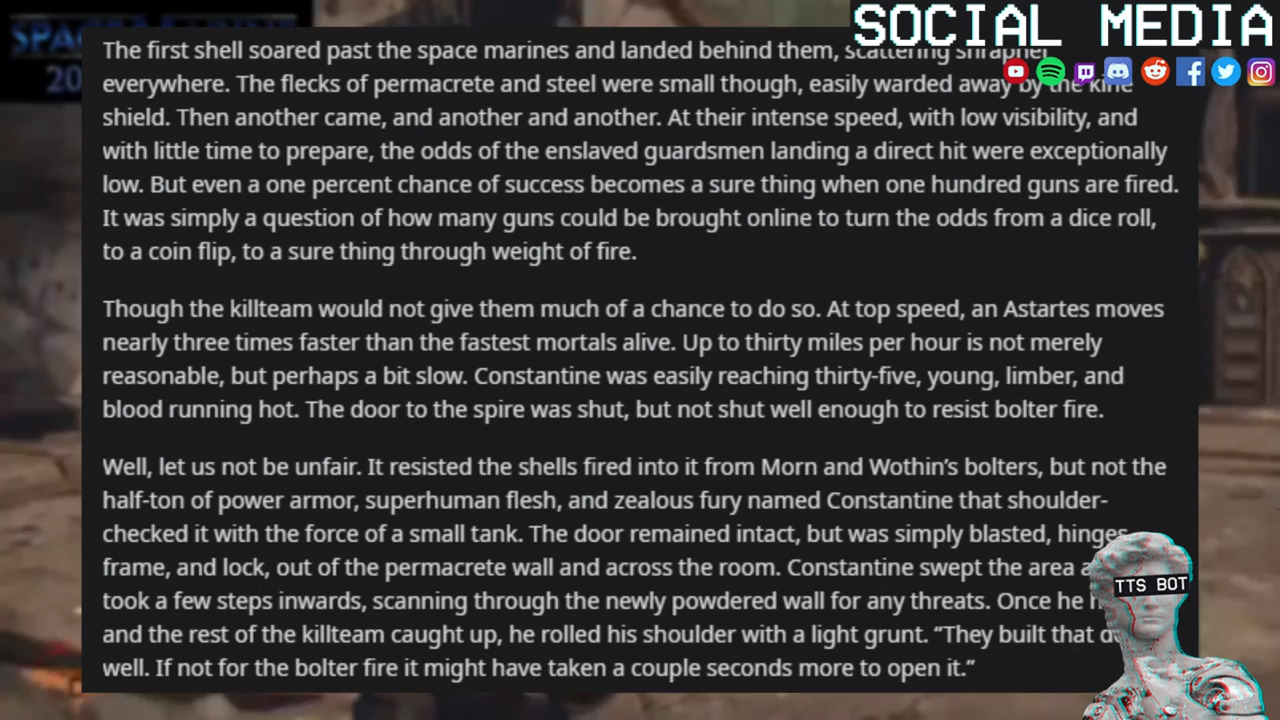 SOCIAL MEDIA
SPACE MARINE
20
The first shell soared past the space marines and landed behind them, scattering shrapnel
everywhere. The flecks of permacrete and steel were small though, easily warded away by the kine
shield. Then another came, and another and another. At their intense speed, with low visibility, and
with little time to prepare, the odds of the enslaved guardsmen landing a direct hit were exceptionally
low. But even a one percent chance of success becomes a sure thing when one hundred guns are fired.
It was simply a question of how many guns could be brought online to turn the odds from a dice roll,
to a coin flip, to a sure thing through weight of fire.
Though the killteam would not give them much of a chance to do so. At top speed, an Astartes moves
nearly three times faster than the fastest mortals alive. Up to thirty miles per hour is not merely
reasonable, but perhaps a bit slow. Constantine was easily reaching thirty-five, young, limber, and
blood running hot. The door to the spire was shut, but not shut well enough to resist bolter fire.
Well, let us not be unfair. It resisted the shells fired into it from Morn and Wothin's bolters, but not the
half-ton of power armor, superhuman flesh, and zealous fury named Constantine that shoulder-
checked it with the force of a small tank. The door remained intact, but was simply blasted, hinges
frame, and lock, out of the permacrete wall and across the room. Constantine swept the area
took a few steps inwards, scanning through the newly powdered wall for any threats. Once he
and the rest of the killteam caught up, he rolled his shoulder with a light grunt. “They built that
well. If not for the bolter fire it might have taken a couple seconds more to open it.”
TTS BOT